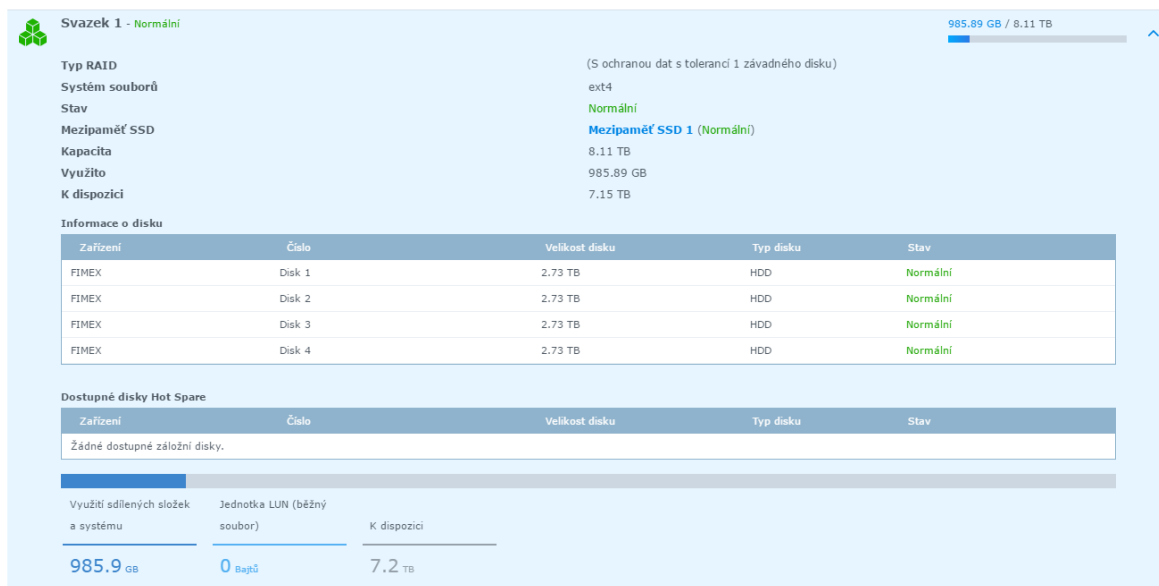 Svazek 1 - Normální
985.89 GB / 8.11 TB
Typ RAID (S ochranou dat s tolerancí 1 závadného disku)
Systém souborů ext4
Stav Normální
Mezipaměť SSD Mezipaměť SSD 1 (Normální)
Kapacita 8.11 TB
Využito 985.89 GB
K dispozici 7.15 TB
Informace o disku
Zařízení Číslo Velikost disku Typ disku Stav
FIMEX Disk 1 2.73 TB HDD Normální
FIMEX Disk 2 2.73 TB HDD Normální
FIMEX Disk 3 2.73 TB HDD Normální
FIMEX Disk 4 2.73 TB HDD Normální
Dostupné disky Hot Spare
Zařízení Číslo Velikost disku Typ disku Stav
Žádné dostupné záložní disky.
Využití sdílených složek
a systému
985.9 GB
Jednotka LUN (běžný
soubor)
0 Bajtů
K dispozici
7.2 TB